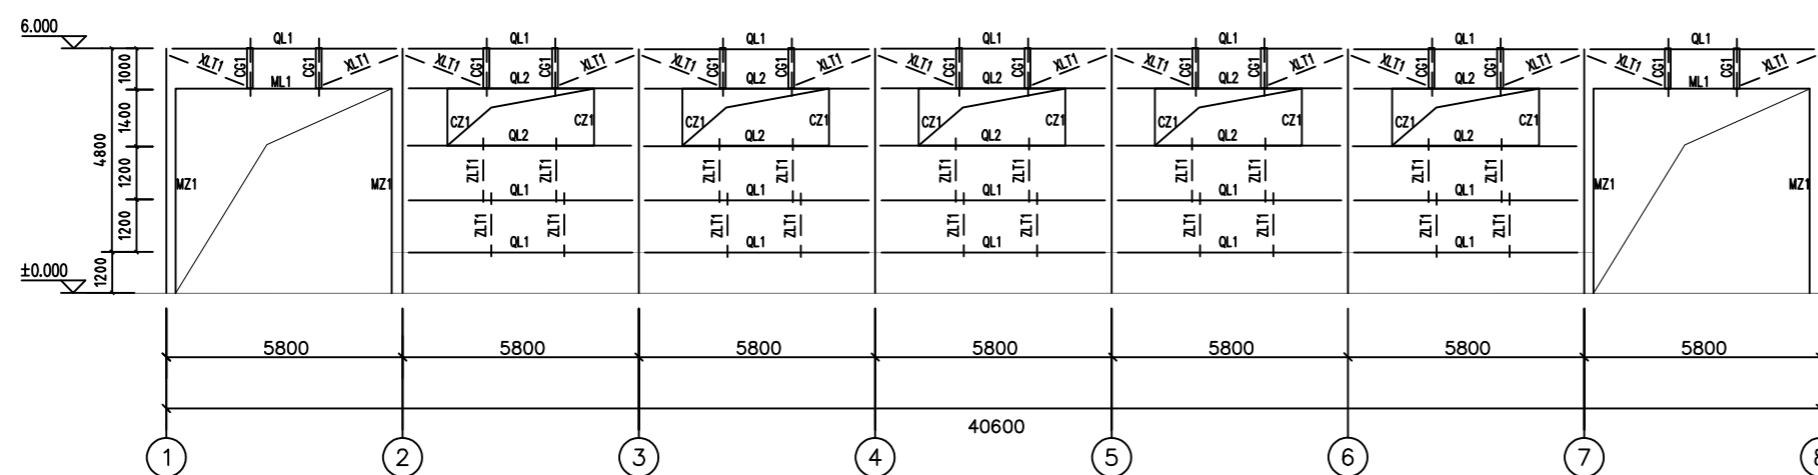 6.000
QL1 QL1 QL1 QL1 QL1 QL1 QL1
XLT1 CG1 CG1 XLT1 XLT1 CG1 CG1 XLT1 XLT1 CG1 CG1 XLT1 XLT1 CG1 CG1 XLT1 XLT1 CG1 CG1 XLT1 XLT1 CG1 CG1 XLT1 XLT1 CG1 CG1 XLT1
1000
ML1 QL2 QL2 QL2 QL2 QL2 ML1
1400
CZ1 CZ1 CZ1 CZ1 CZ1 CZ1 CZ1 CZ1 CZ1 CZ1
QL2 QL2 QL2 QL2 QL2
4800
1200
ZLT1 ZLT1 ZLT1 ZLT1 ZLT1 ZLT1 ZLT1 ZLT1 ZLT1 ZLT1
MZ1 MZ1 MZ1 MZ1
QL1 QL1 QL1 QL1 QL1
1200
ZLT1 ZLT1 ZLT1 ZLT1 ZLT1 ZLT1 ZLT1 ZLT1 ZLT1 ZLT1
QL1 QL1 QL1 QL1 QL1
±0.000
1200
5800 5800 5800 5800 5800 5800 5800
40600
1 2 3 4 5 6 7